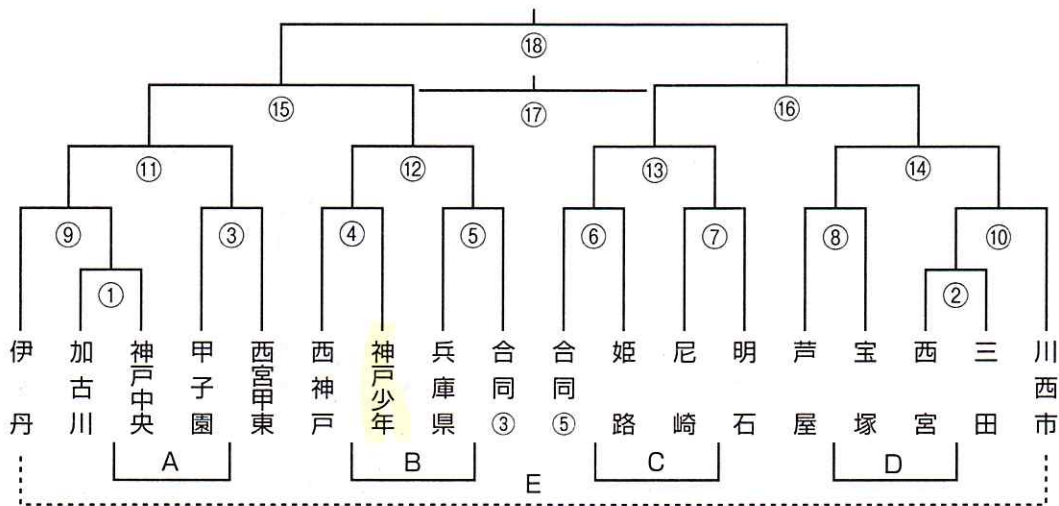 ⑱
⑮ ⑰ ⑯
⑪ ⑫ ⑬ ⑭
⑨ ③ ④ ⑤ ⑥ ⑦ ⑧ ⑩
① ②
伊丹
加古川
神戸中央
甲子園
西宮甲東
西神戸
神戸少年
兵庫県
合同③
合同⑤
姫路
尼崎
明石
芦屋
宝塚
西宮
三田
川西市
A B C D
E